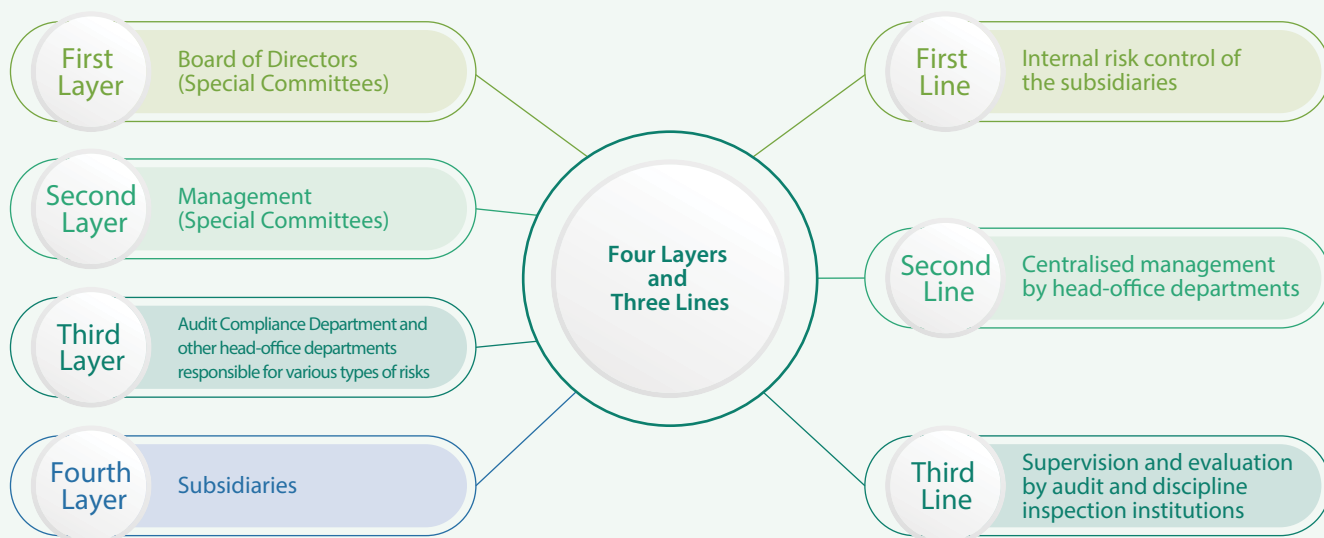 First
Layer
Board of Directors
(Special Committees)
Second
Layer
Management
(Special Committees)
Third
Layer
Audit Compliance Department and
other head-office departments
responsible for various types of risks
Fourth
Layer
Subsidiaries
Four Layers
and
Three Lines
First
Line
Internal risk control of
the subsidiaries
Second
Line
Centralised management
by head-office departments
Third
Line
Supervision and evaluation
by audit and discipline
inspection institutions